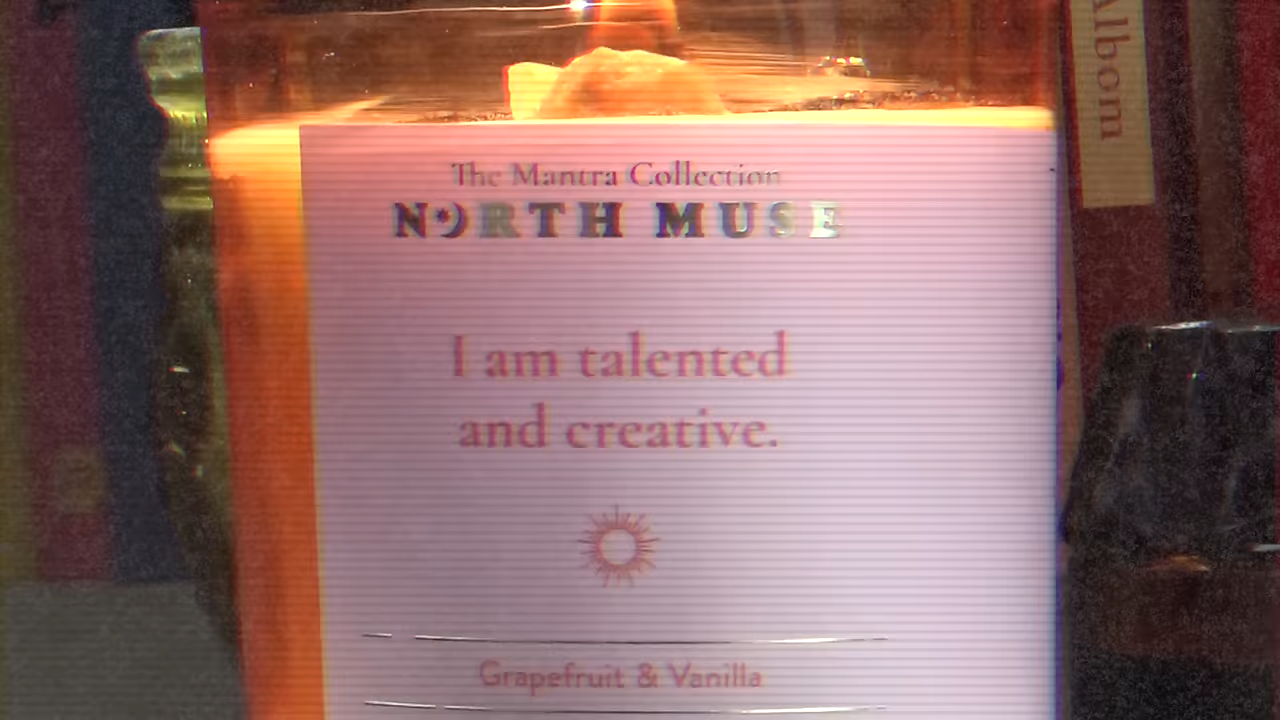 The Mantra Collection
NORTH MUSE
I am talented
and creative.
Grapefruit & Vanilla
Albom